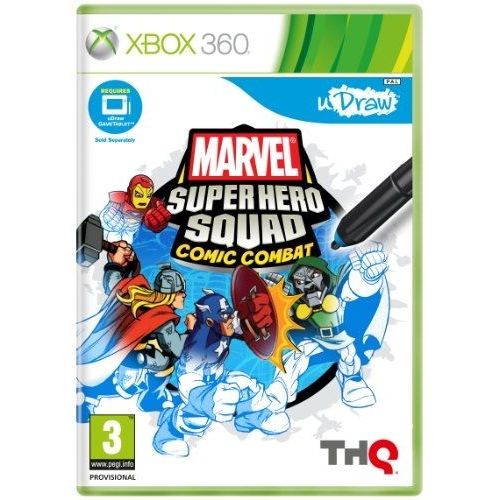 XBOX 360
PAL
REQUIRES
uDraw
GAMETABLET™
Sold Separately
uDraw
MARVEL
SUPER HERO
SQUAD
COMIC COMBAT
3
www.pegi.info
PROVISIONAL
THQ